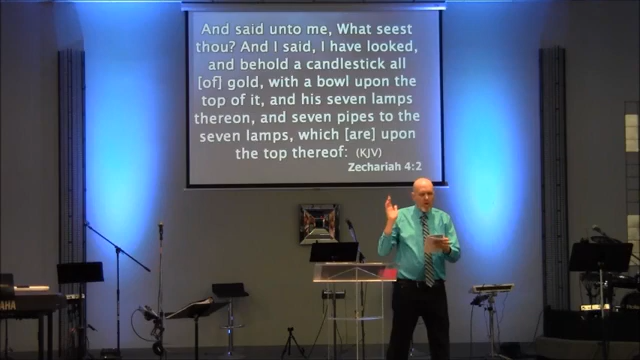 And said unto me, What seest
thou? And I said, I have looked,
and behold a candlestick all
[of] gold, with a bowl upon the
top of it, and his seven lamps
thereon, and seven pipes to the
seven lamps, which [are] upon
the top thereof: (KJV)
Zechariah 4:2
YAMAHA